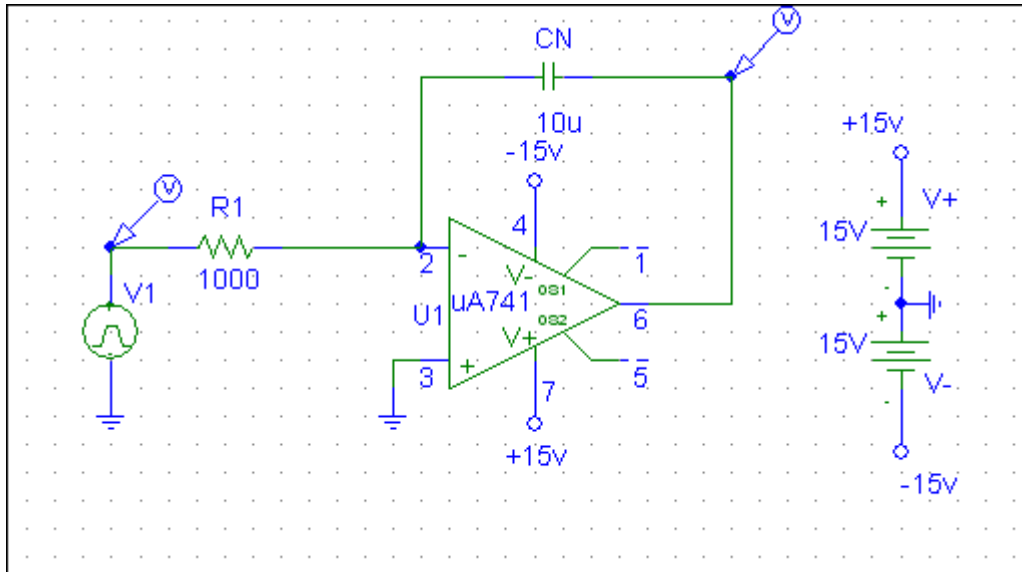 V
CN
10u
-15v
+15v
V
R1
4
V+
+
15V
1000
2
-
V-
1
OS1
V1
U1
uA741
-
+
6
OS2
V+
15V
3
+
7
5
V-
-
+15v
-15v